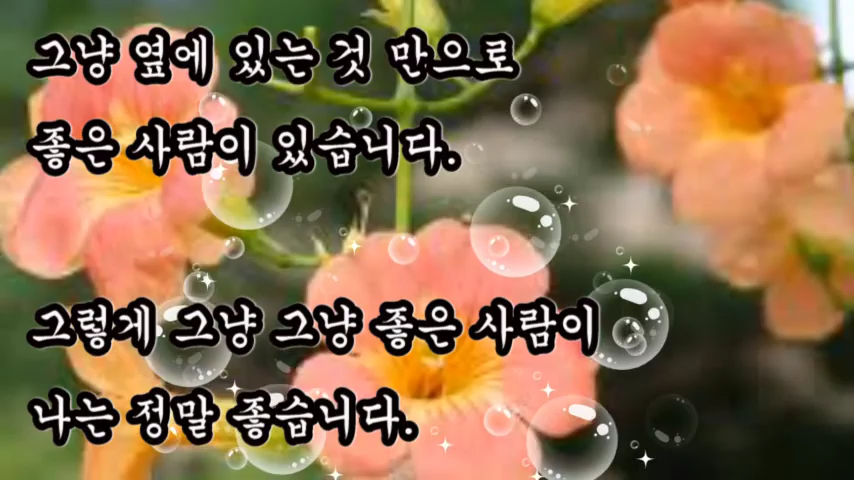 그냥 옆에 있는 것 만으로
좋은 사람이 있습니다.
그렇게 그냥 그냥 좋은 사람이
나는 정말 좋습니다.